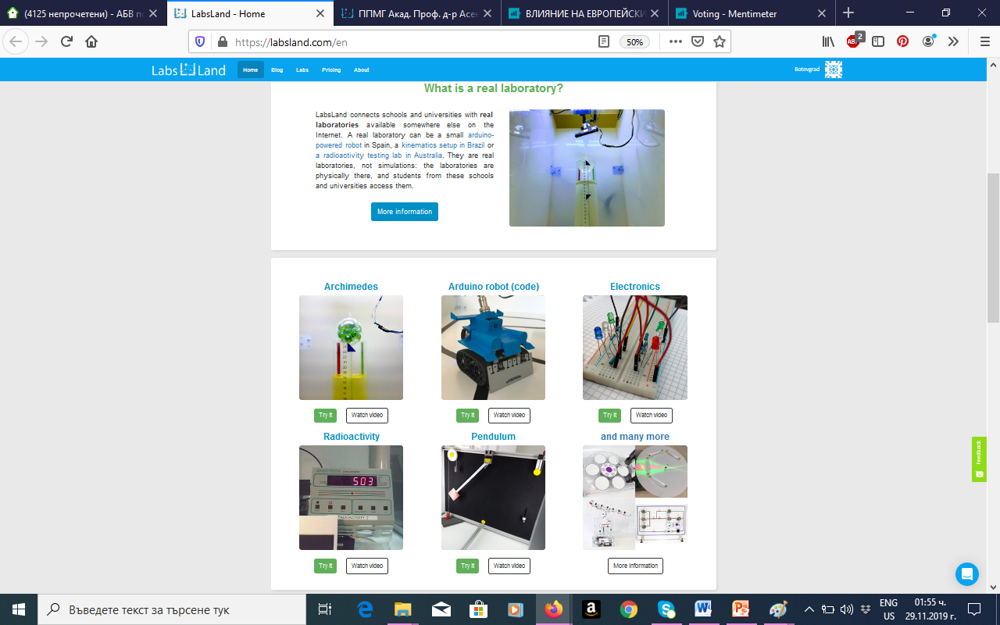 (4125 непрочетени) - АБВ по
LabsLand - Home
ППМГ Акад. Проф. д-р Асен
ВЛИЯНИЕ НА ЕВРОПЕЙСКИ
Voting - Mentimeter
https://labsland.com/en
50%
2
LabsLand
Home
Blog
Labs
Pricing
About
Botevgrad
What is a real laboratory?
LabsLand connects schools and universities with real
laboratories available somewhere else on the
Internet. A real laboratory can be a small arduino-
powered robot in Spain, a kinematics setup in Brazil or
a radioactivity testing lab in Australia. They are real
laboratories, not simulations: the laboratories are
physically there, and students from these schools
and universities access them.
More information
Archimedes
Arduino robot (code)
Electronics
Try it
Watch video
Try it
Watch video
Try it
Watch video
Radioactivity
Pendulum
and many more
503
RADIOACTIVITY 2
Try it
Watch video
Try it
Watch video
More information
Feedback
Въведете текст за търсене тук
ENG
US
01:55 ч.
29.11.2019 г.